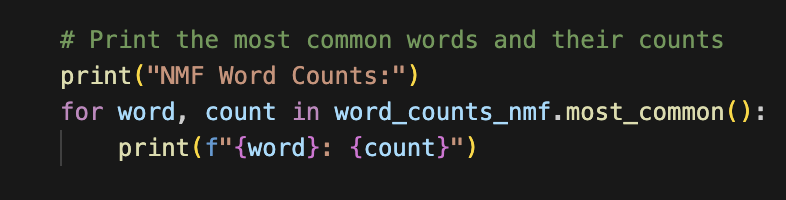 # Print the most common words and their counts
print("NMF Word Counts:")
for word, count in word_counts_nmf.most_common():
    print(f"{word}: {count}")